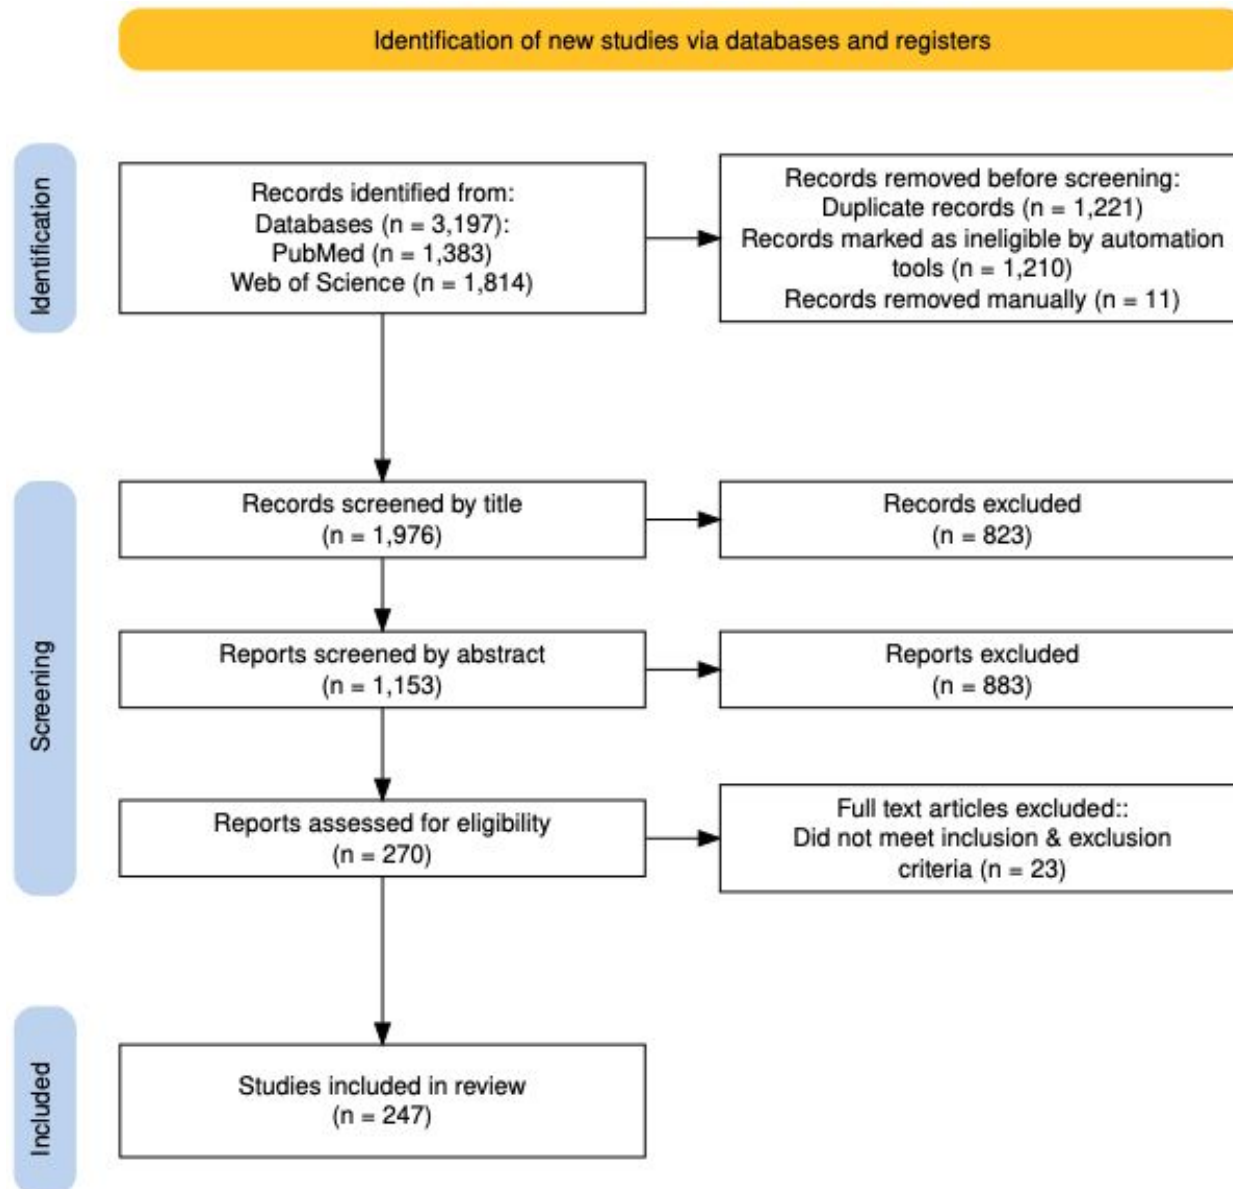 Identification of new studies via databases and registers
Identification
Records identified from:
Databases (n = 3,197):
PubMed (n = 1,383)
Web of Science (n = 1,814)
Records removed before screening:
Duplicate records (n = 1,221)
Records marked as ineligible by automation
tools (n = 1,210)
Records removed manually (n = 11)
Screening
Records screened by title
(n = 1,976)
Records excluded
(n = 823)
Reports screened by abstract
(n = 1,153)
Reports excluded
(n = 883)
Reports assessed for eligibility
(n = 270)
Full text articles excluded::
Did not meet inclusion & exclusion
criteria (n = 23)
Included
Studies included in review
(n = 247)